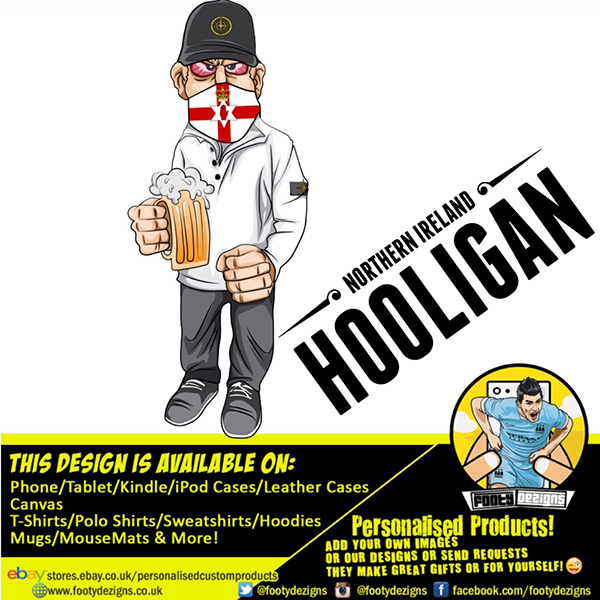 NORTHERN IRELAND
HOOLIGAN
THIS DESIGN IS AVAILABLE ON:
Phone/Tablet/Kindle/iPod Cases/Leather Cases
Canvas
T-Shirts/Polo Shirts/Sweatshirts/Hoodies
Mugs/MouseMats & More!
FOOTY DEZIGNS
Personalised Products!
ADD YOUR OWN IMAGES
OR OUR DESIGNS OR SEND REQUESTS
THEY MAKE GREAT GIFTS OR FOR YOURSELF!
ebay stores.ebay.co.uk/personalisedcustomproducts
www.footydezigns.co.uk
@footydezigns
@footydezigns
facebook.com/footydezigns